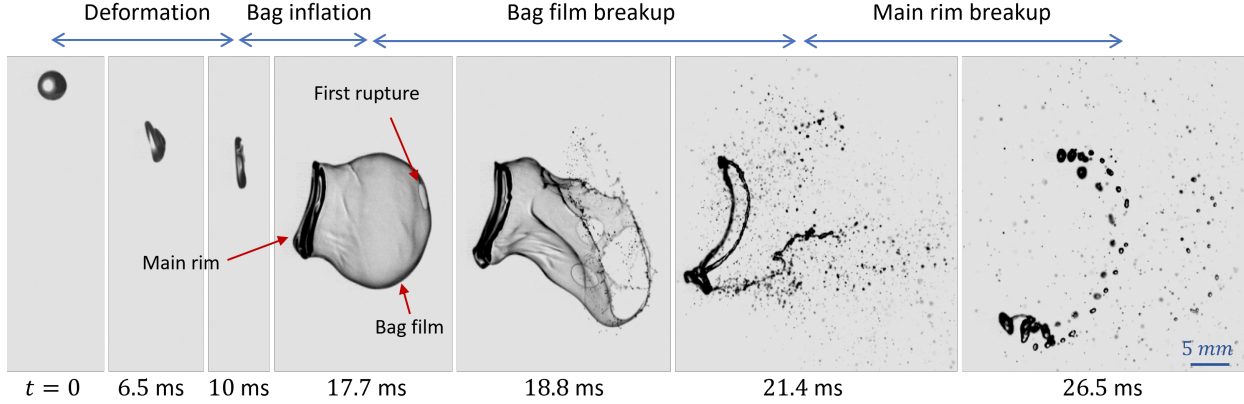 Deformation
Bag inflation
Bag film breakup
Main rim breakup
First rupture
Main rim
Bag film
5 mm
t = 0
6.5 ms
10 ms
17.7 ms
18.8 ms
21.4 ms
26.5 ms